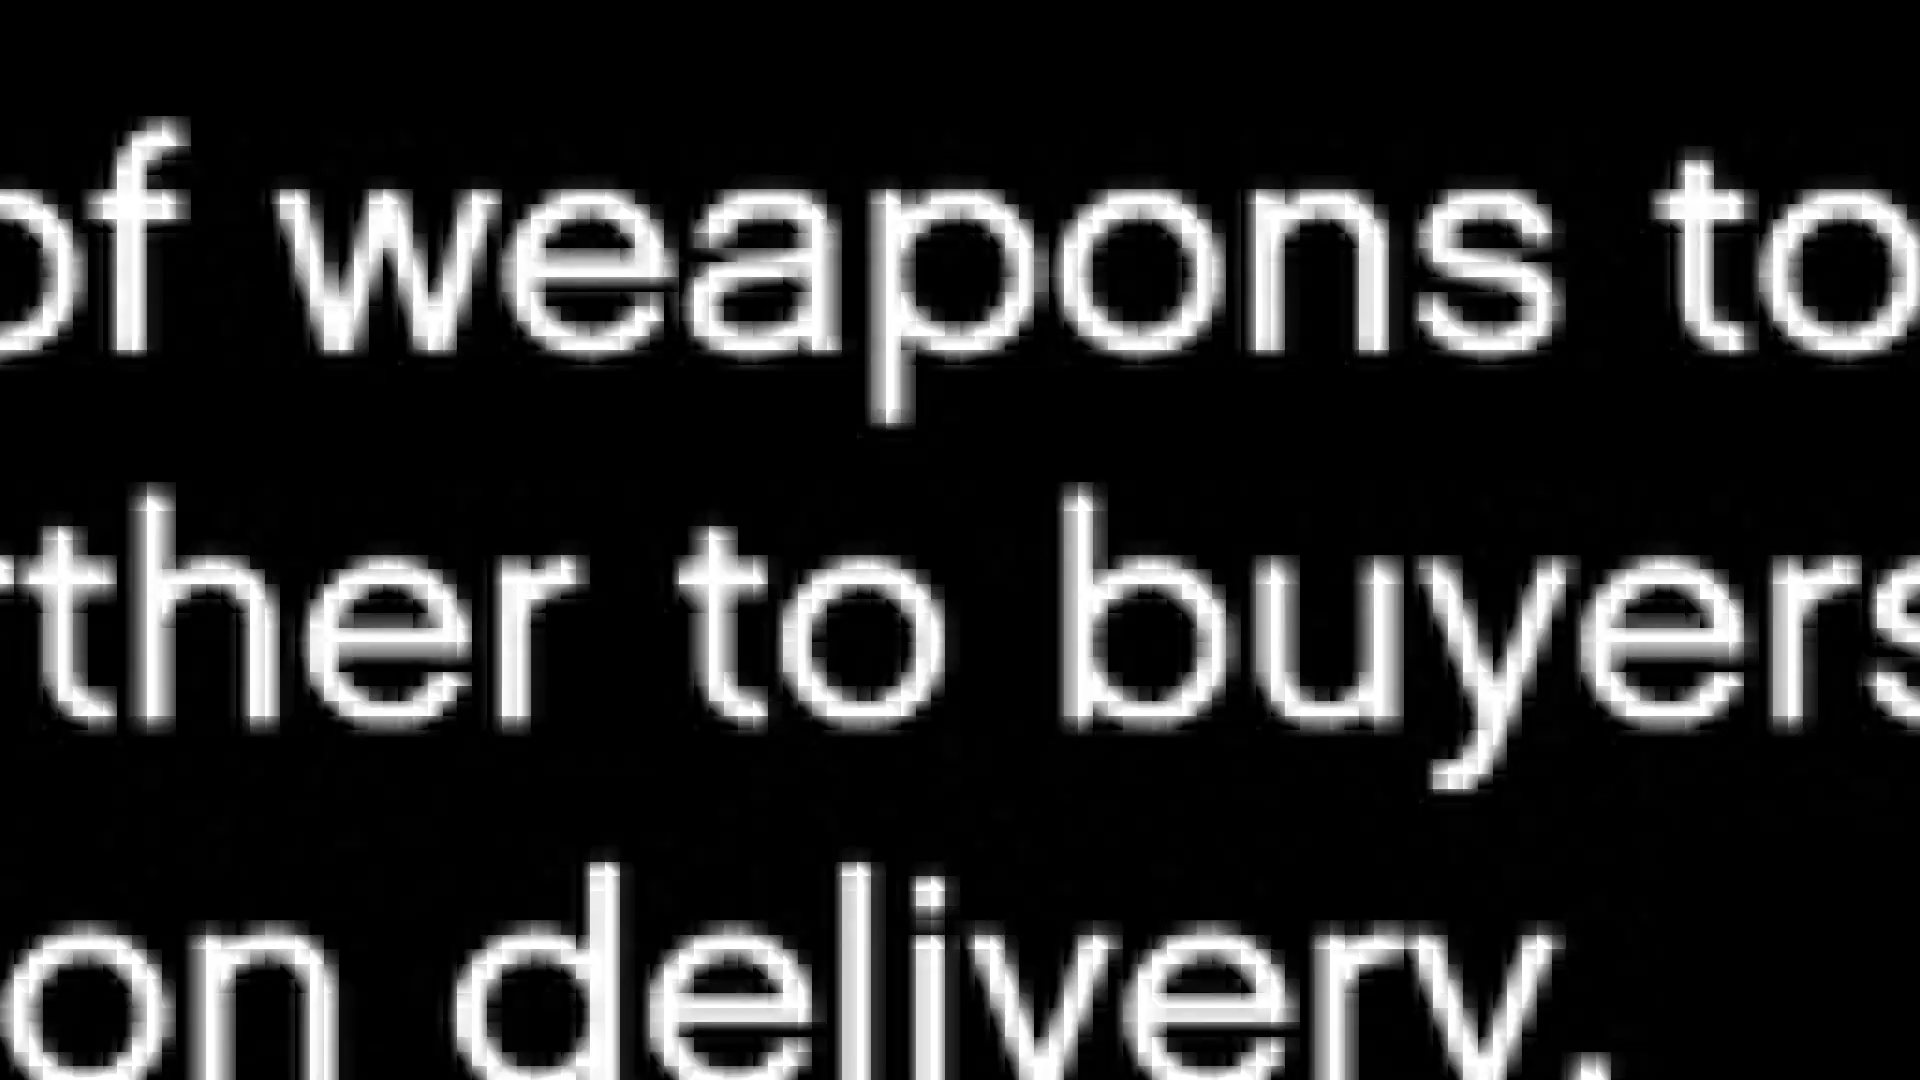 of weapons to
rther to buyers
on delivery.